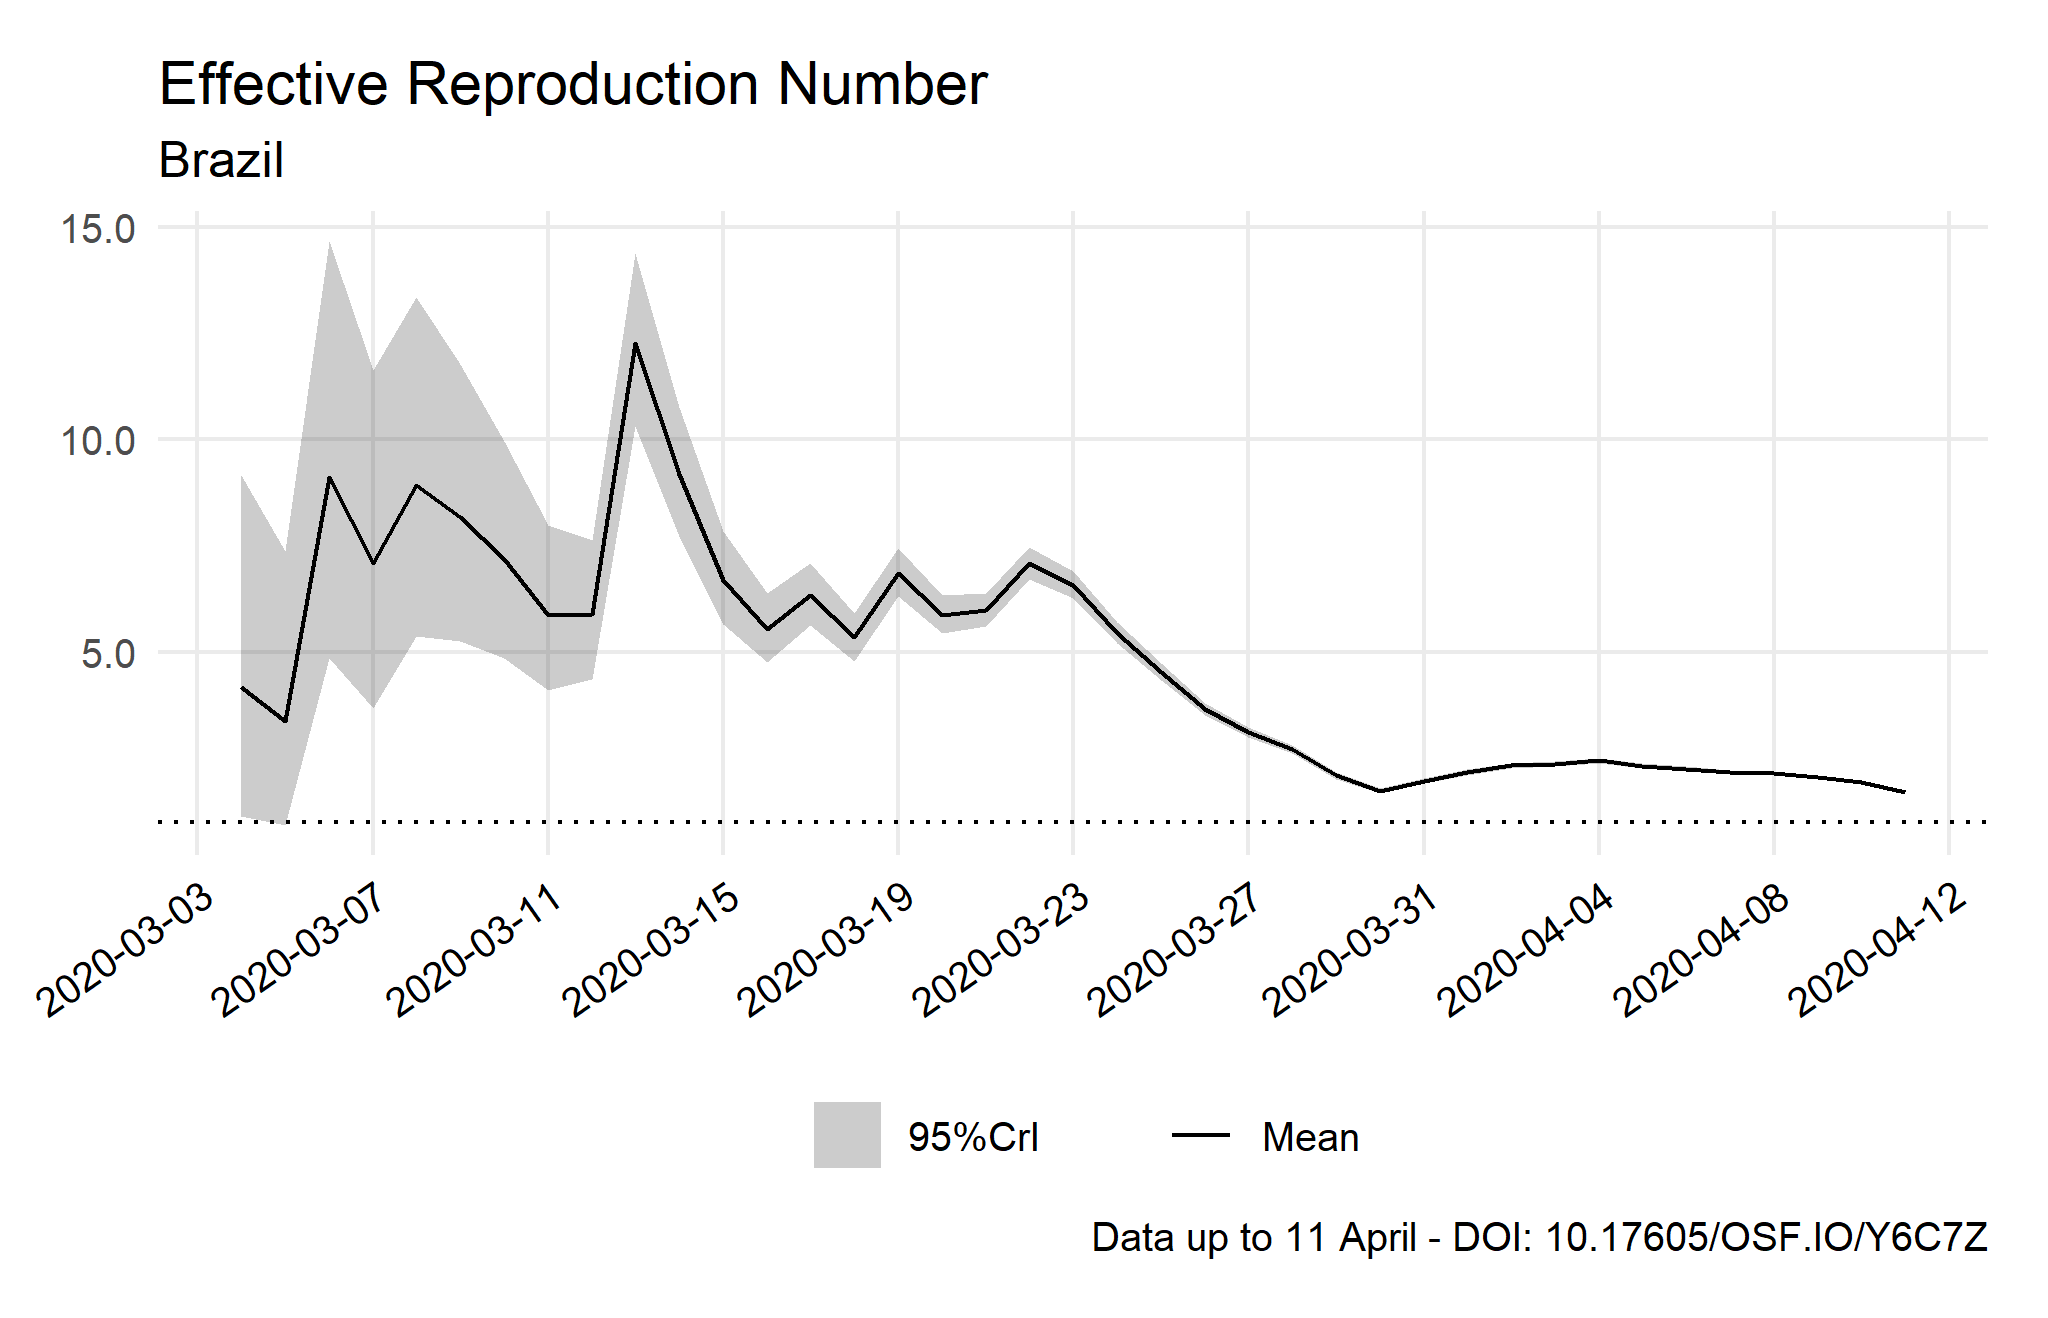 Effective Reproduction Number
Brazil
15.0
10.0
5.0
2020-03-03
2020-03-07
2020-03-11
2020-03-15
2020-03-19
2020-03-23
2020-03-27
2020-03-31
2020-04-04
2020-04-08
2020-04-12
95%CrI
Mean
Data up to 11 April - DOI: 10.17605/OSF.IO/Y6C7Z